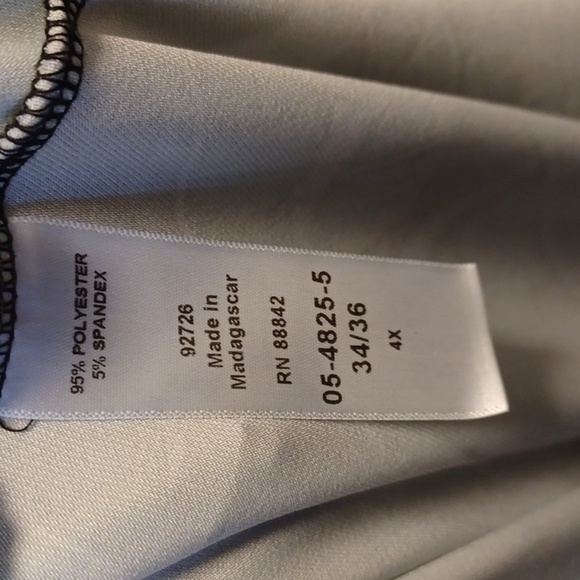 95% POLYESTER
5% SPANDEX
92726
Made in
Madagascar
RN 88842
05-4825-5
34/36
4X